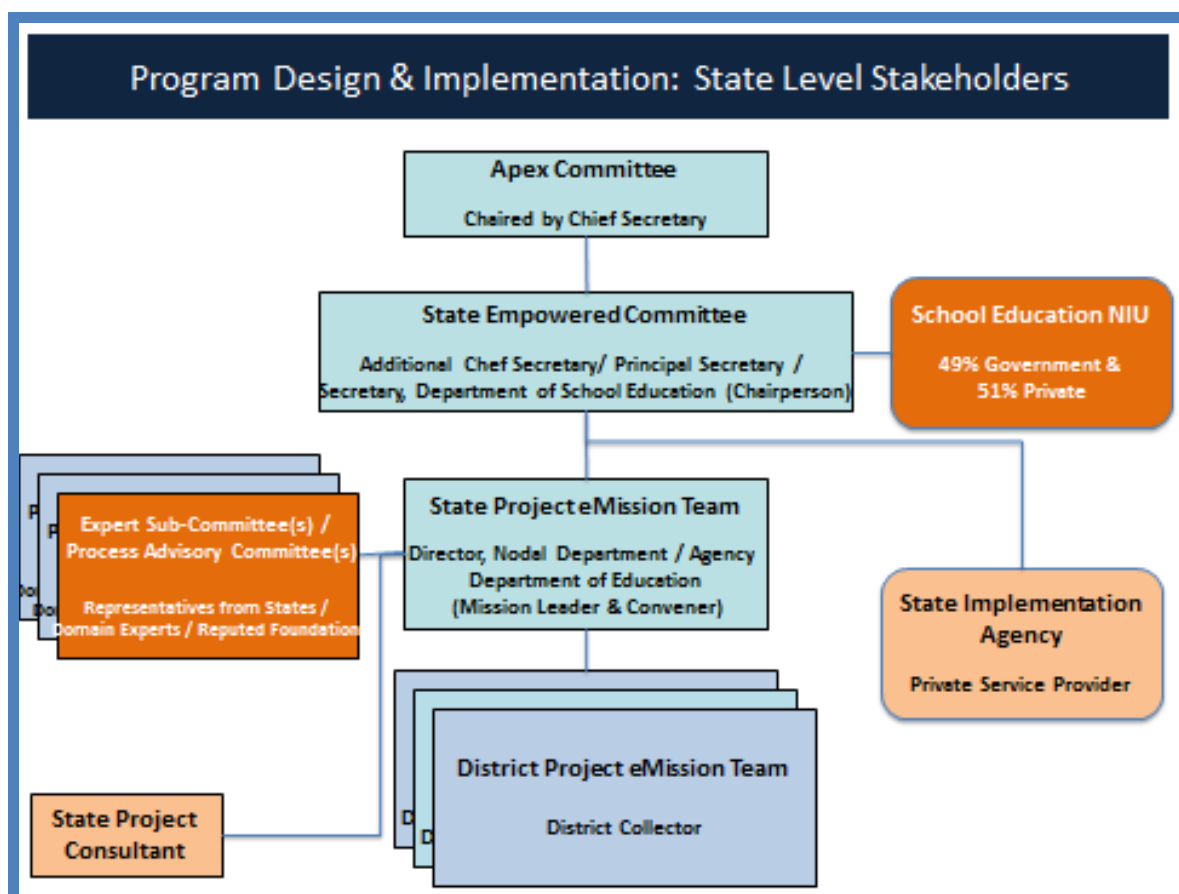 Program Design & Implementation: State Level Stakeholders
Apex Committee
Chaired by Chief Secretary
State Empowered Committee
Additional Chef Secretary/ Principal Secretary /
Secretary, Department of School Education (Chairperson)
School Education NIU
49% Government &
51% Private
State Project eMission Team
Director, Nodal Department / Agency
Department of Education
(Mission Leader & Convener)
Expert Sub-Committee(s) /
Process Advisory Committee(s)
Representatives from States /
Domain Experts / Reputed Foundation
State Implementation
Agency
Private Service Provider
District Project eMission Team
District Collector
State Project
Consultant